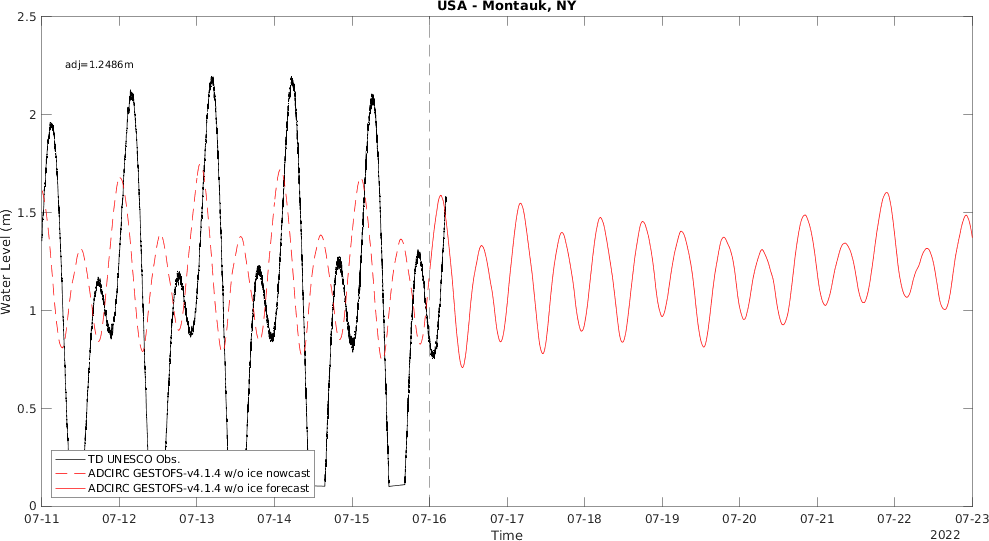 USA - Montauk, NY
2.5
adj=1.2486m
2
1.5
Water Level (m)
1
0.5
TD UNESCO Obs.
ADCIRC GESTOFS-v4.1.4 w/o ice nowcast
ADCIRC GESTOFS-v4.1.4 w/o ice forecast
0
07-11 07-12 07-13 07-14 07-15 07-16 07-17 07-18 07-19 07-20 07-21 07-22 07-23
Time
2022